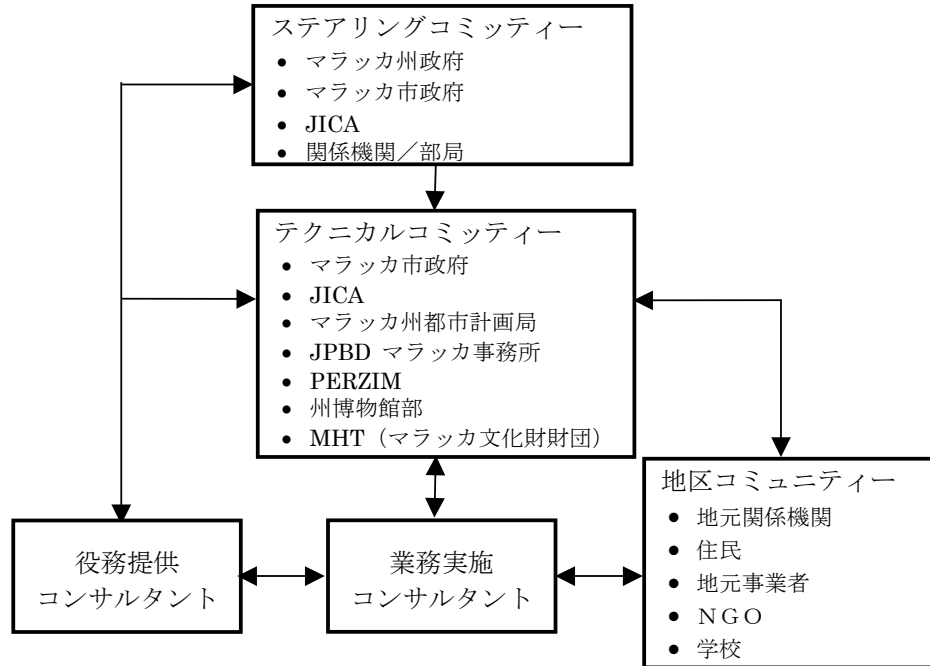 ステアリングコミッティー
• マラッカ州政府
• マラッカ市政府
• JICA
• 関係機関／部局
テクニカルコミッティー
• マラッカ市政府
• JICA
• マラッカ州都市計画局
• JPBD マラッカ事務所
• PERZIM
• 州博物館部
• MHT（マラッカ文化財財団）
地区コミュニティー
• 地元関係機関
• 住民
• 地元事業者
• ＮＧＯ
• 学校
役務提供
コンサルタント
業務実施
コンサルタント